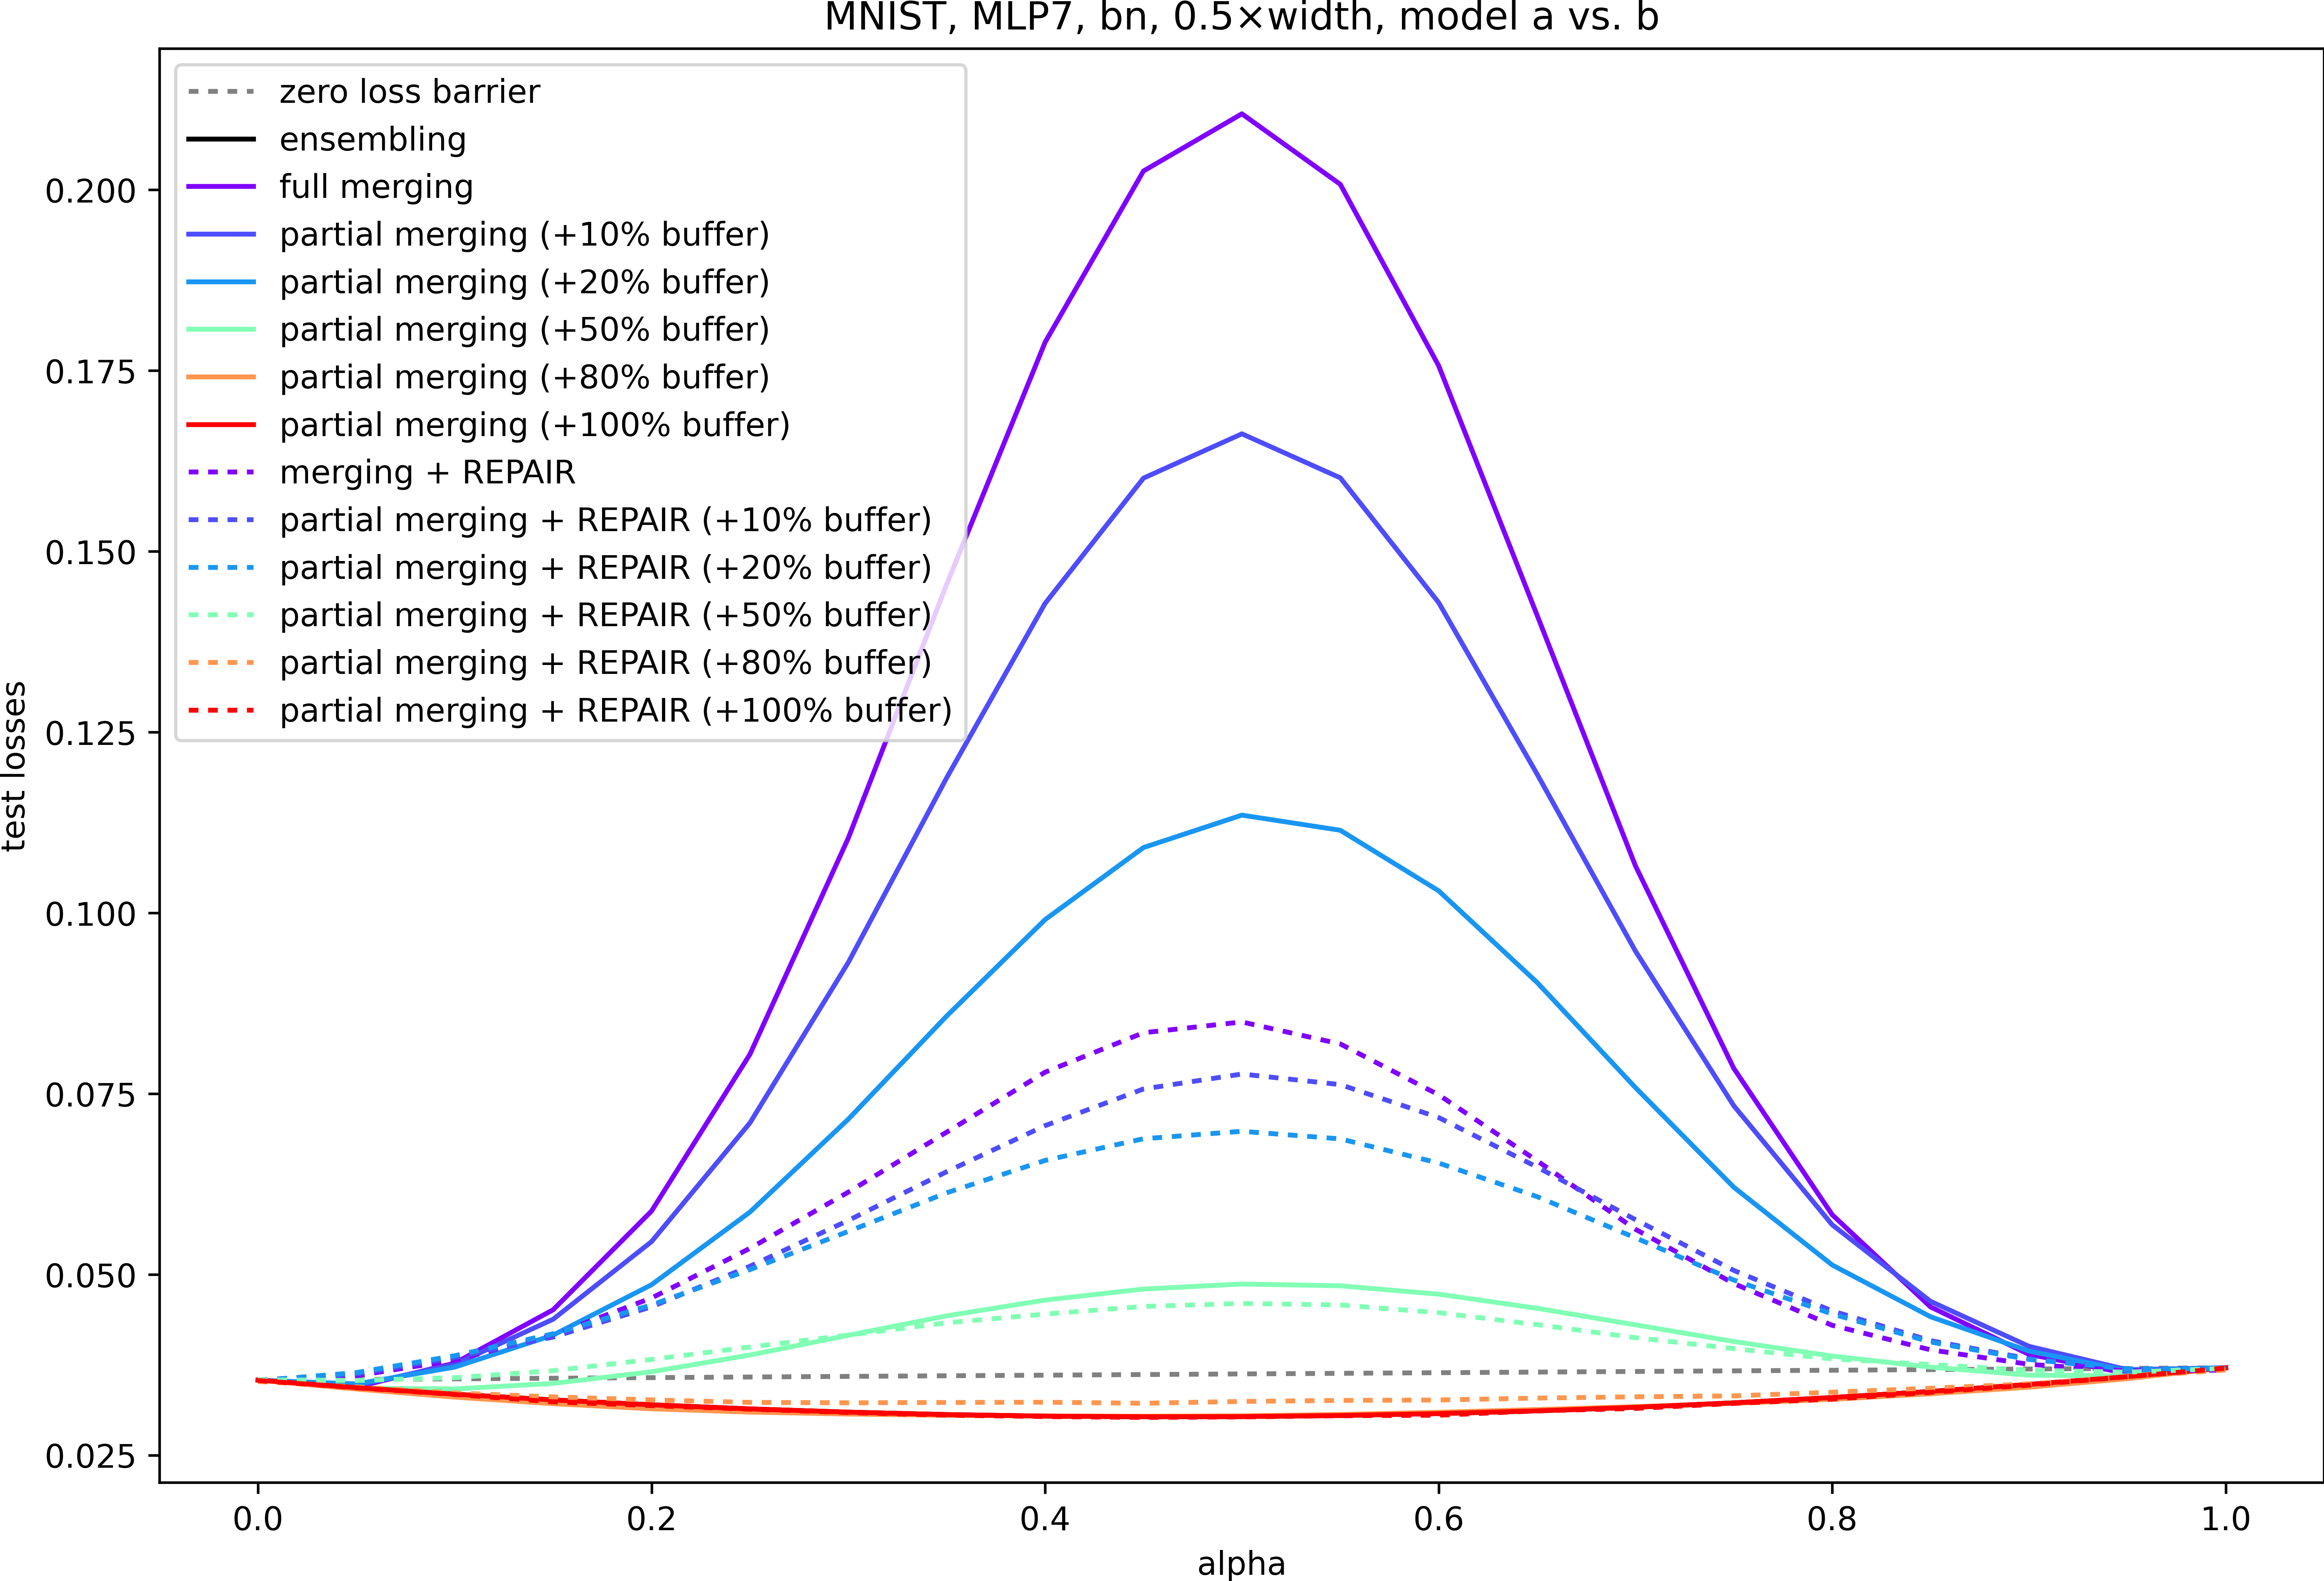 MNIST, MLP7, bn, 0.5×width, model a vs. b
zero loss barrier
ensembling
full merging
partial merging (+10% buffer)
partial merging (+20% buffer)
partial merging (+50% buffer)
partial merging (+80% buffer)
partial merging (+100% buffer)
merging + REPAIR
partial merging + REPAIR (+10% buffer)
partial merging + REPAIR (+20% buffer)
partial merging + REPAIR (+50% buffer)
partial merging + REPAIR (+80% buffer)
partial merging + REPAIR (+100% buffer)
test losses
0.200
0.175
0.150
0.125
0.100
0.075
0.050
0.025
0.0 0.2 0.4 0.6 0.8 1.0
alpha